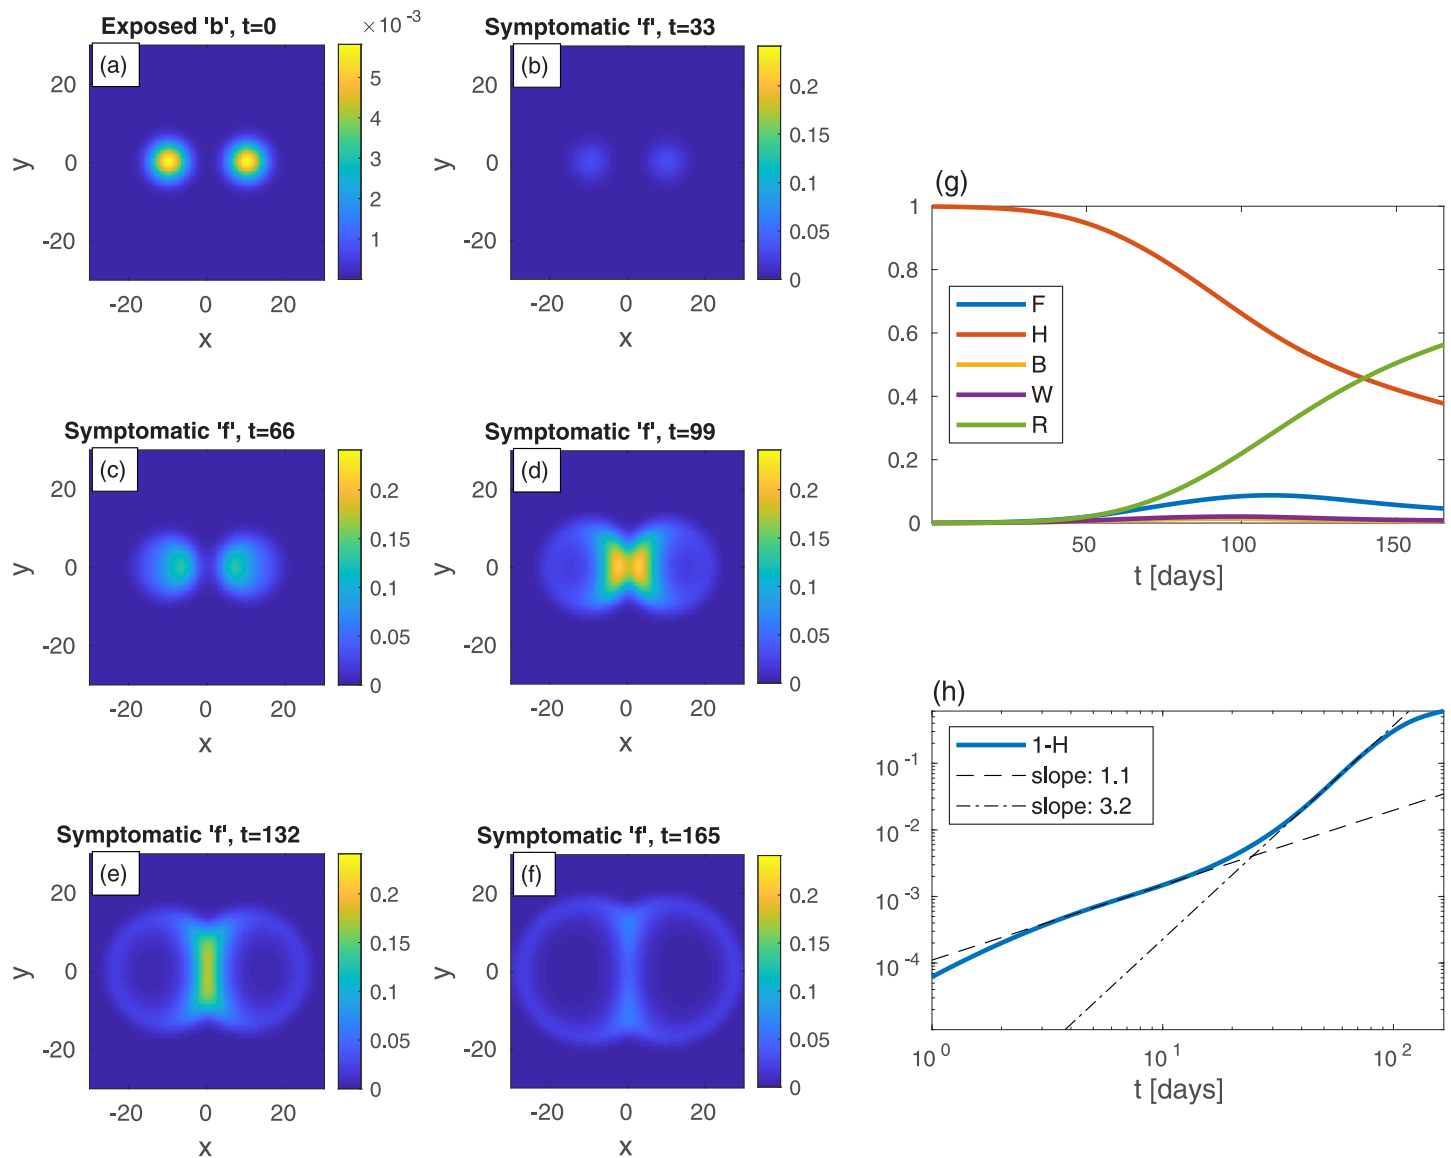 Exposed 'b', t=0
×10⁻³
(a)
20
0
-20
y
-20 0 20
x
5
4
3
2
1
Symptomatic 'f', t=33
(b)
20
0
-20
y
-20 0 20
x
0.2
0.15
0.1
0.05
0
Symptomatic 'f', t=66
(c)
20
0
-20
y
-20 0 20
x
0.2
0.15
0.1
0.05
0
Symptomatic 'f', t=99
(d)
20
0
-20
y
-20 0 20
x
0.2
0.15
0.1
0.05
0
Symptomatic 'f', t=132
(e)
20
0
-20
y
-20 0 20
x
0.2
0.15
0.1
0.05
0
Symptomatic 'f', t=165
(f)
20
0
-20
y
-20 0 20
x
0.2
0.15
0.1
0.05
0
(g)
1
0.8
0.6
0.4
0.2
0
F
H
B
W
R
50 100 150
t [days]
(h)
10⁻¹
10⁻²
10⁻³
10⁻⁴
1-H
slope: 1.1
slope: 3.2
10⁰ 10¹ 10²
t [days]